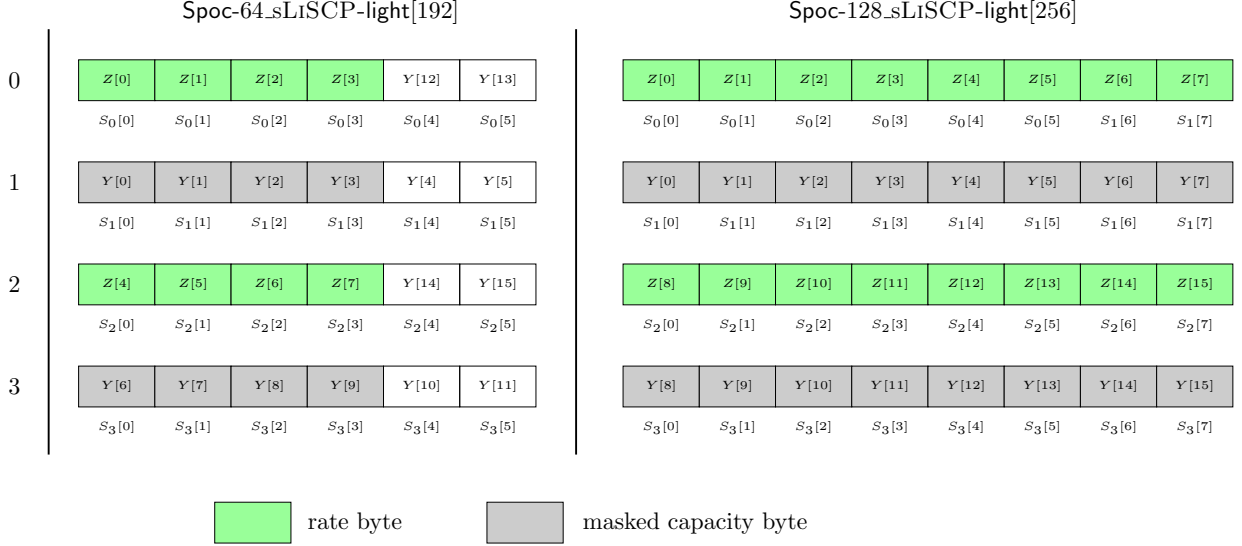 Spoc-64_sLiSCP-light[192] Spoc-128_sLiSCP-light[256]
0 Z[0] Z[1] Z[2] Z[3] Y[12] Y[13] Z[0] Z[1] Z[2] Z[3] Z[4] Z[5] Z[6] Z[7]
S0[0] S0[1] S0[2] S0[3] S0[4] S0[5] S0[0] S0[1] S0[2] S0[3] S0[4] S0[5] S1[6] S1[7]
1 Y[0] Y[1] Y[2] Y[3] Y[4] Y[5] Y[0] Y[1] Y[2] Y[3] Y[4] Y[5] Y[6] Y[7]
S1[0] S1[1] S1[2] S1[3] S1[4] S1[5] S1[0] S1[1] S1[2] S1[3] S1[4] S1[5] S1[6] S1[7]
2 Z[4] Z[5] Z[6] Z[7] Y[14] Y[15] Z[8] Z[9] Z[10] Z[11] Z[12] Z[13] Z[14] Z[15]
S2[0] S2[1] S2[2] S2[3] S2[4] S2[5] S2[0] S2[1] S2[2] S2[3] S2[4] S2[5] S2[6] S2[7]
3 Y[6] Y[7] Y[8] Y[9] Y[10] Y[11] Y[8] Y[9] Y[10] Y[11] Y[12] Y[13] Y[14] Y[15]
S3[0] S3[1] S3[2] S3[3] S3[4] S3[5] S3[0] S3[1] S3[2] S3[3] S3[4] S3[5] S3[6] S3[7]
rate byte masked capacity byte